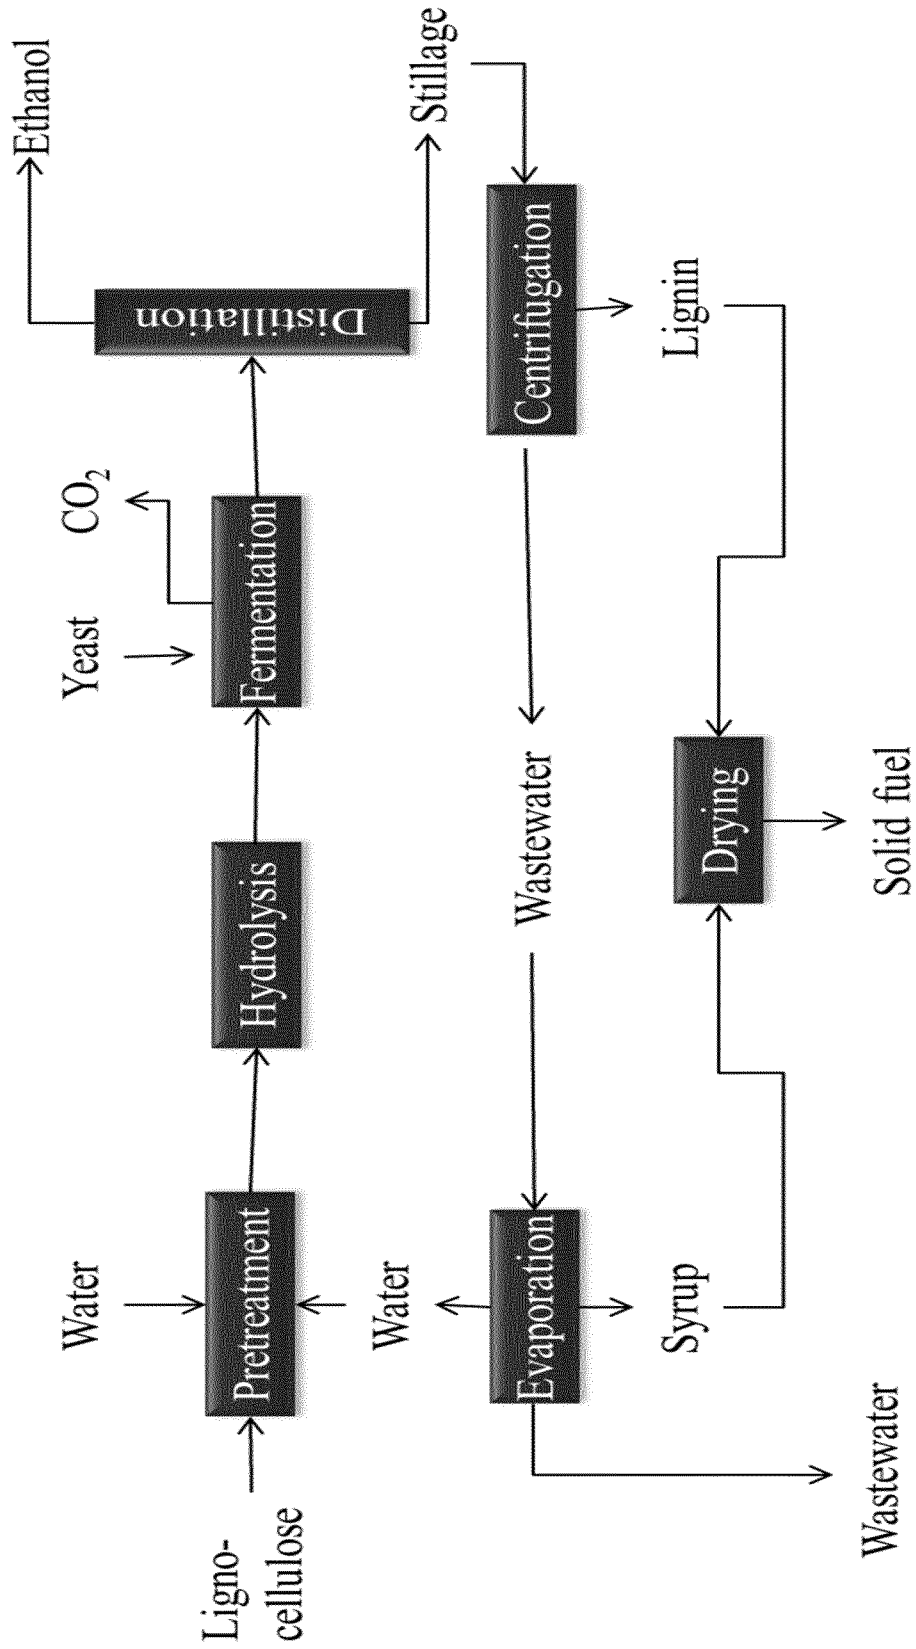 Water
Yeast
CO2
Ethanol
Ligno-
cellulose
Pretreatment
Hydrolysis
Fermentation
Distillation
Water
Stillage
Evaporation
Wastewater
Centrifugation
Syrup
Lignin
Drying
Wastewater
Solid fuel